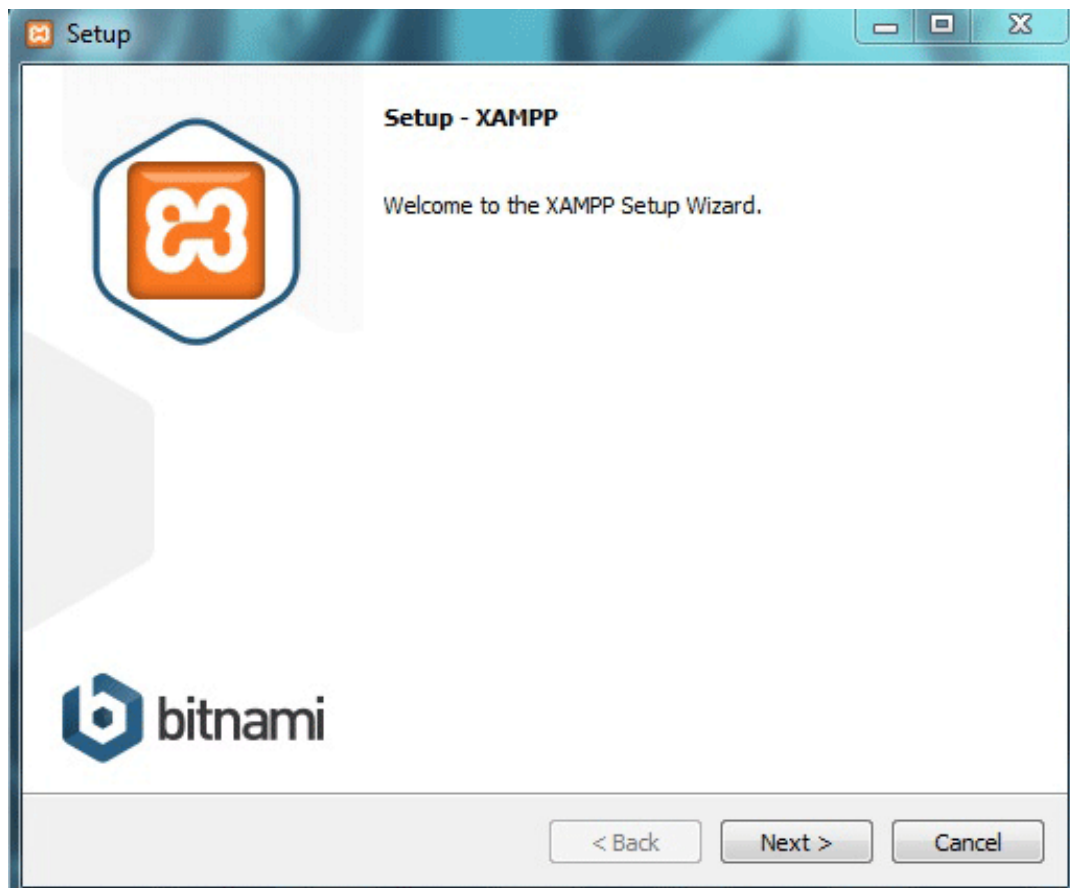 Setup
Setup - XAMPP
Welcome to the XAMPP Setup Wizard.
bitnami
< Back Next > Cancel